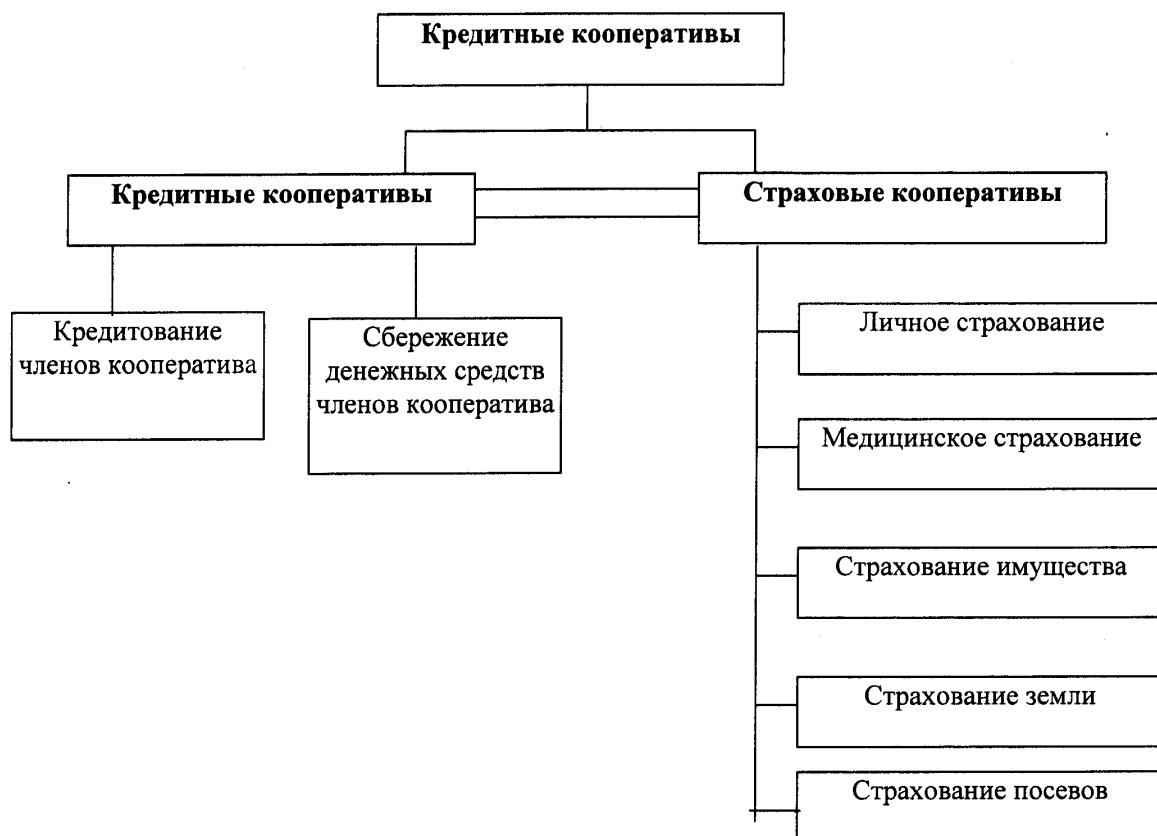 Кредитные кооперативы
Кредитные кооперативы
Страховые кооперативы
Кредитование
членов кооператива
Сбережение
денежных средств
членов кооператива
Личное страхование
Медицинское страхование
Страхование имущества
Страхование земли
Страхование посевов